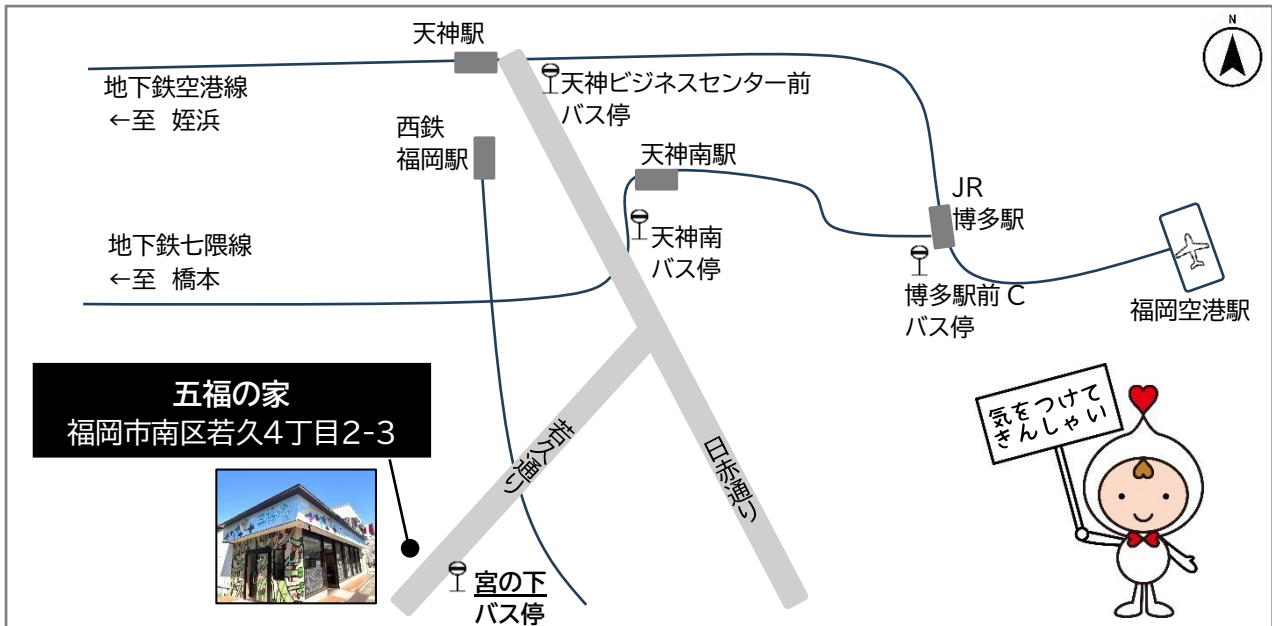 天神駅
N
地下鉄空港線
←至 姪浜
天神ビジネスセンター前
バス停
西鉄
福岡駅
天神南駅
JR
博多駅
地下鉄七隈線
←至 橋本
天神南
バス停
博多駅前 C
バス停
福岡空港駅
五福の家
福岡市南区若久4丁目2-3
若久通り
日赤通り
気をつけて
きんしゃい
宮の下
バス停